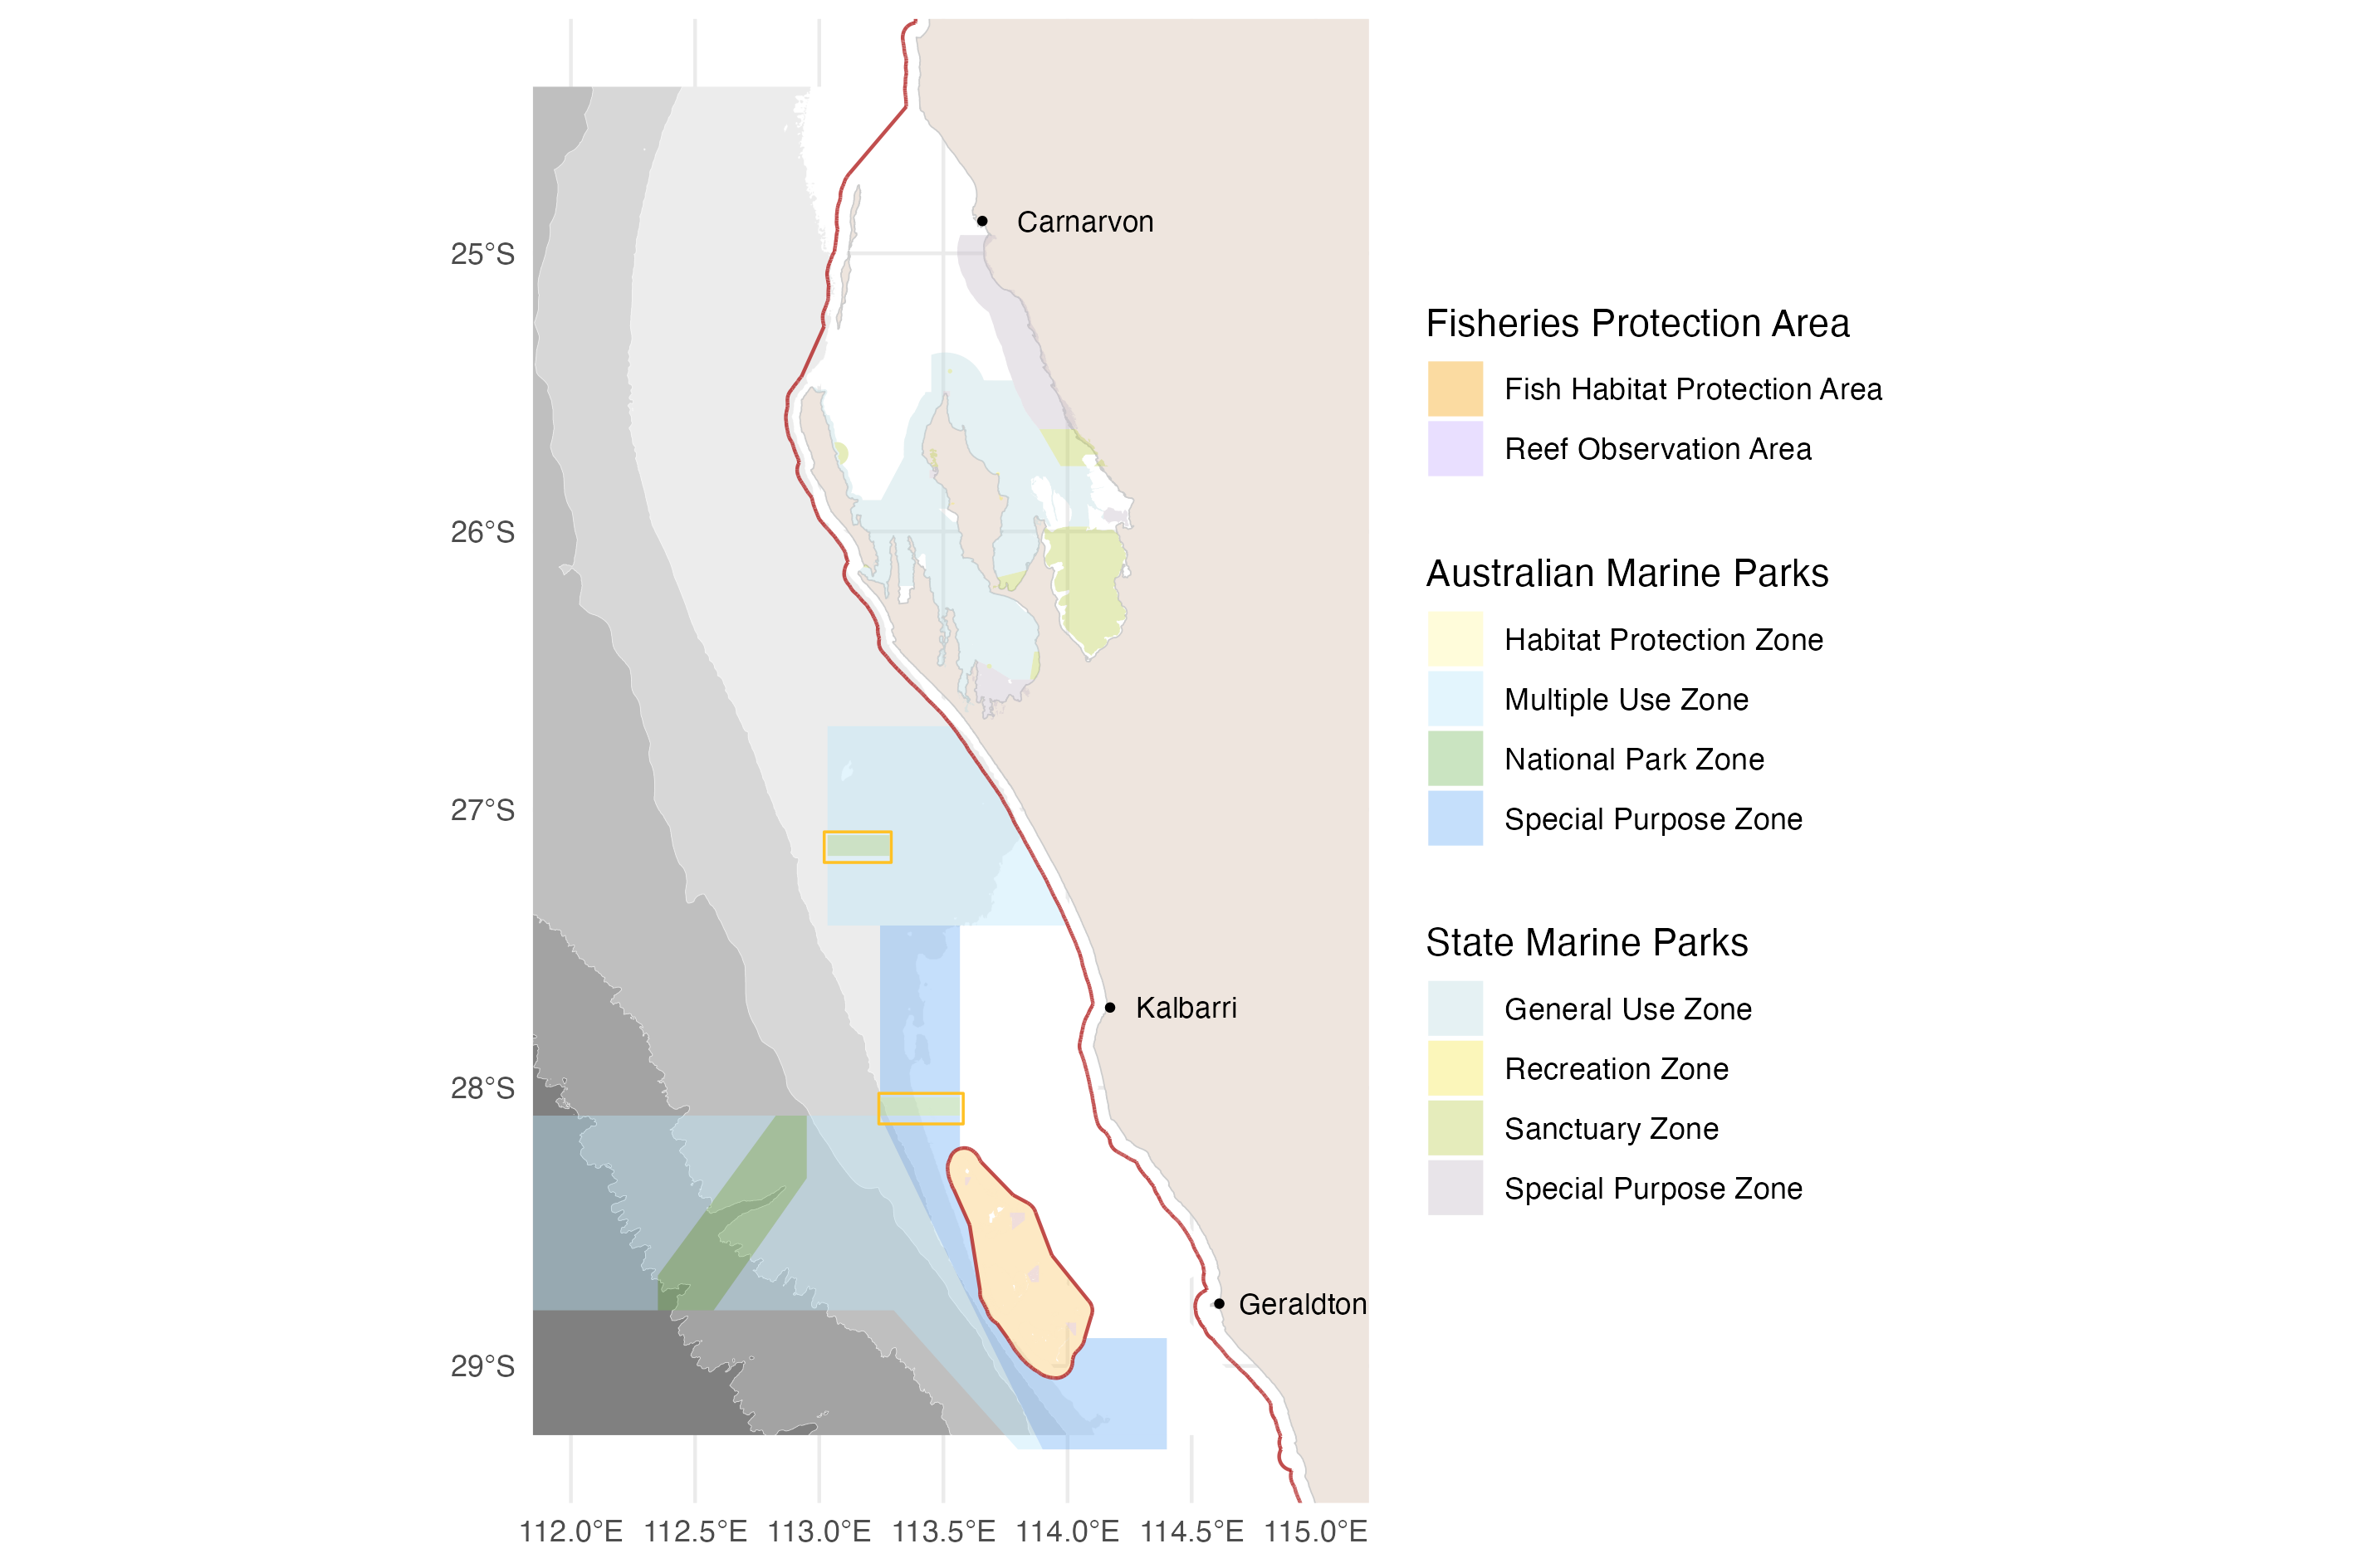 Carnarvon
25°S
26°S
27°S
28°S
29°S
Kalbarri
Geraldton
112.0°E 112.5°E 113.0°E 113.5°E 114.0°E 114.5°E 115.0°E
Fisheries Protection Area
Fish Habitat Protection Area
Reef Observation Area
Australian Marine Parks
Habitat Protection Zone
Multiple Use Zone
National Park Zone
Special Purpose Zone
State Marine Parks
General Use Zone
Recreation Zone
Sanctuary Zone
Special Purpose Zone